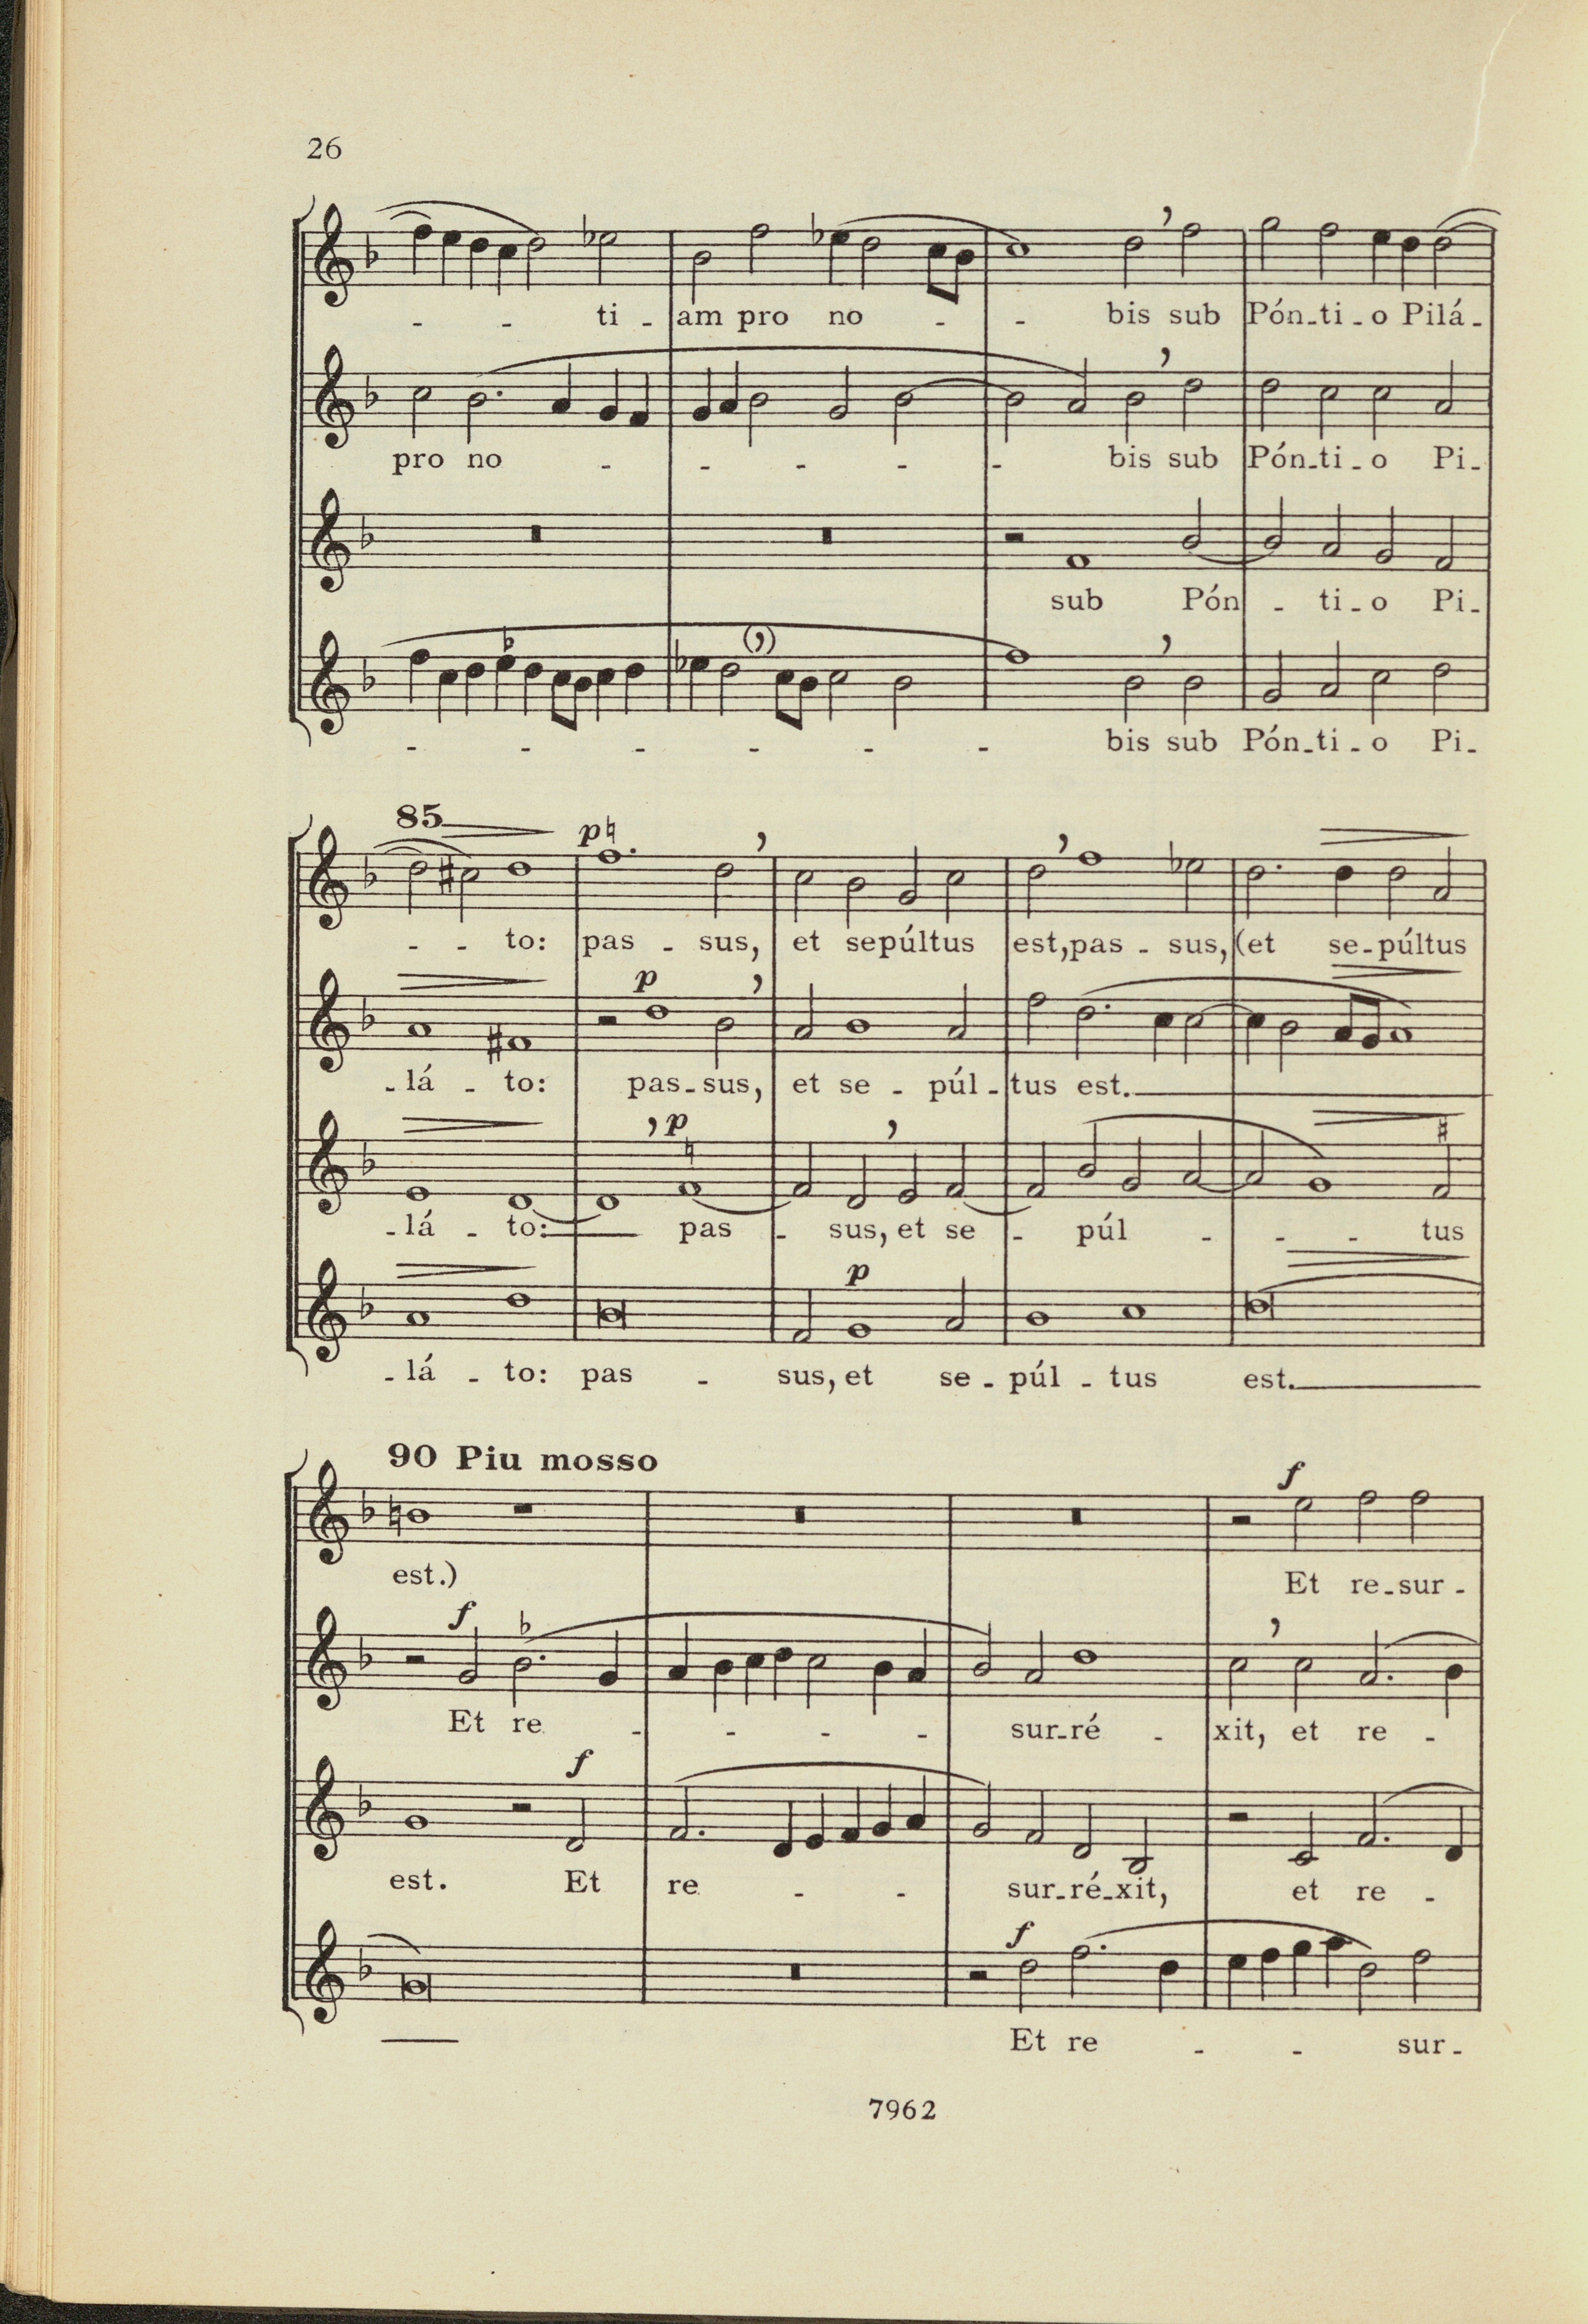 26
- - ti - am pro no - - bis sub Pón - ti - o Pilá -
pro no - - - - - bis sub Pón - ti - o Pi -
sub Pón - ti - o Pi -
- - - - - - bis sub Pón - ti - o Pi -
85
p
- - to: pas - sus, et sepúltus est, pas - sus, (et se - púltus
p
- lá - to: pas - sus, et se - púl - tus est.
p
- lá - to: pas - sus, et se - púl - - - tus
p
- lá - to: pas - sus, et se - púl - tus est.
90 Piu mosso
f
est.) Et re - sur -
f
Et re - - - - sur - ré - xit, et re -
f
est. Et re - - sur - ré - xit, et re -
f
Et re - - sur -
7962